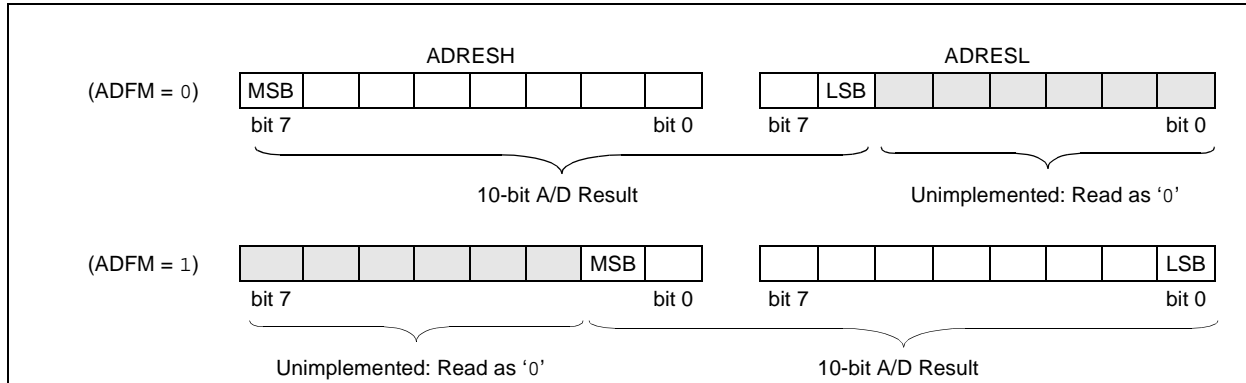 ADRESH ADRESL
(ADFM = 0) MSB LSB
bit 7 bit 0 bit 7 bit 0
10-bit A/D Result Unimplemented: Read as ‘0’
(ADFM = 1) MSB LSB
bit 7 bit 0 bit 7 bit 0
Unimplemented: Read as ‘0’ 10-bit A/D Result